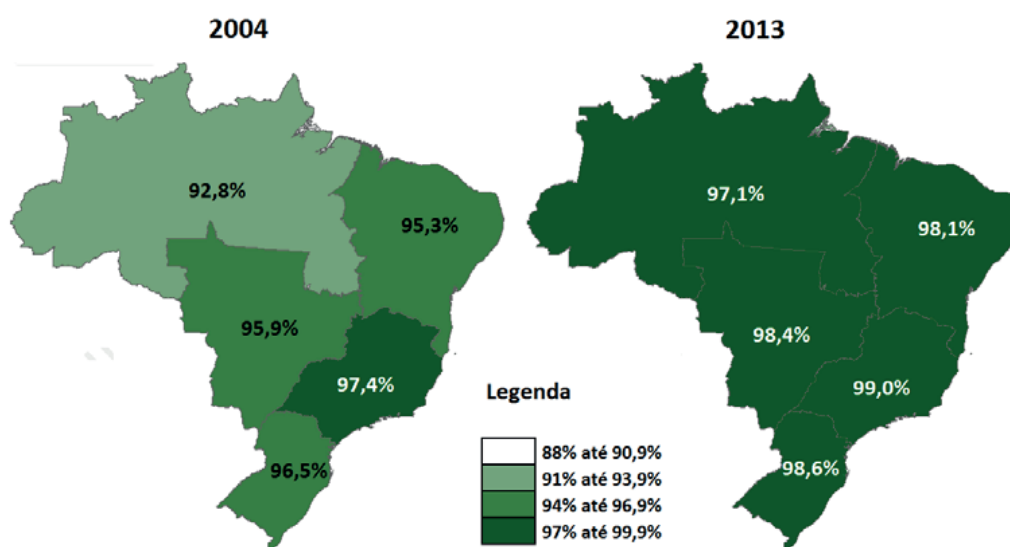 2004
2013
92,8%
95,3%
95,9%
97,4%
96,5%
97,1%
98,1%
98,4%
99,0%
98,6%
Legenda
88% até 90,9%
91% até 93,9%
94% até 96,9%
97% até 99,9%